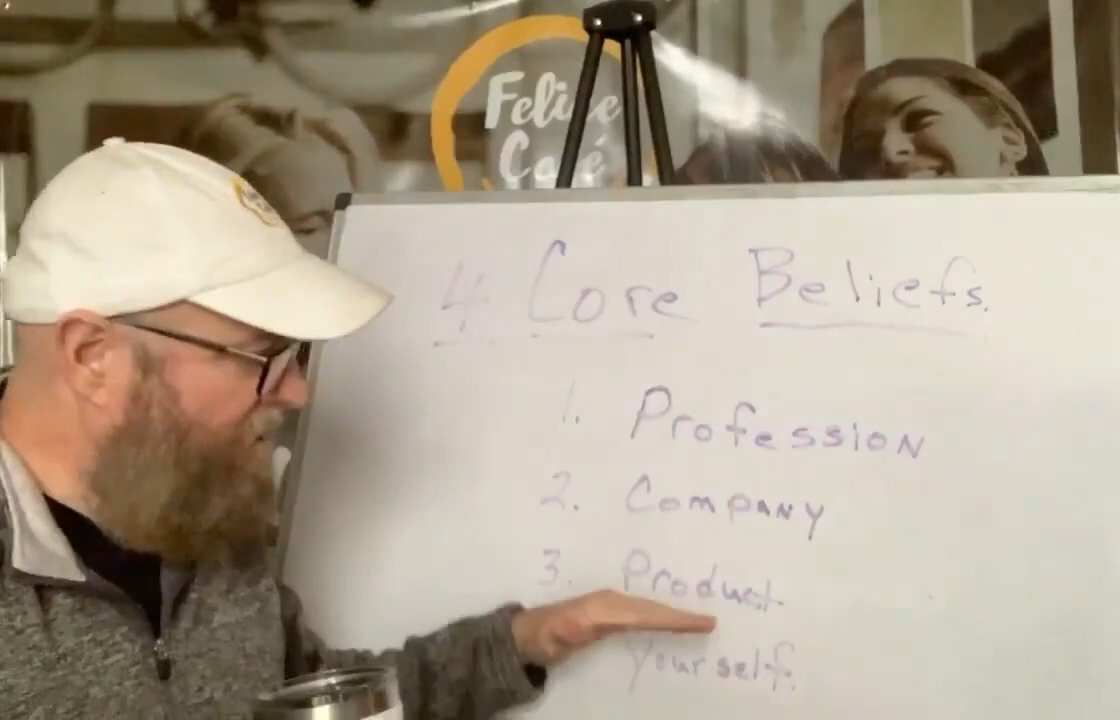 Felice
Café
4 Core Beliefs.
1. Profession
2. Company
3. Product
yourself.